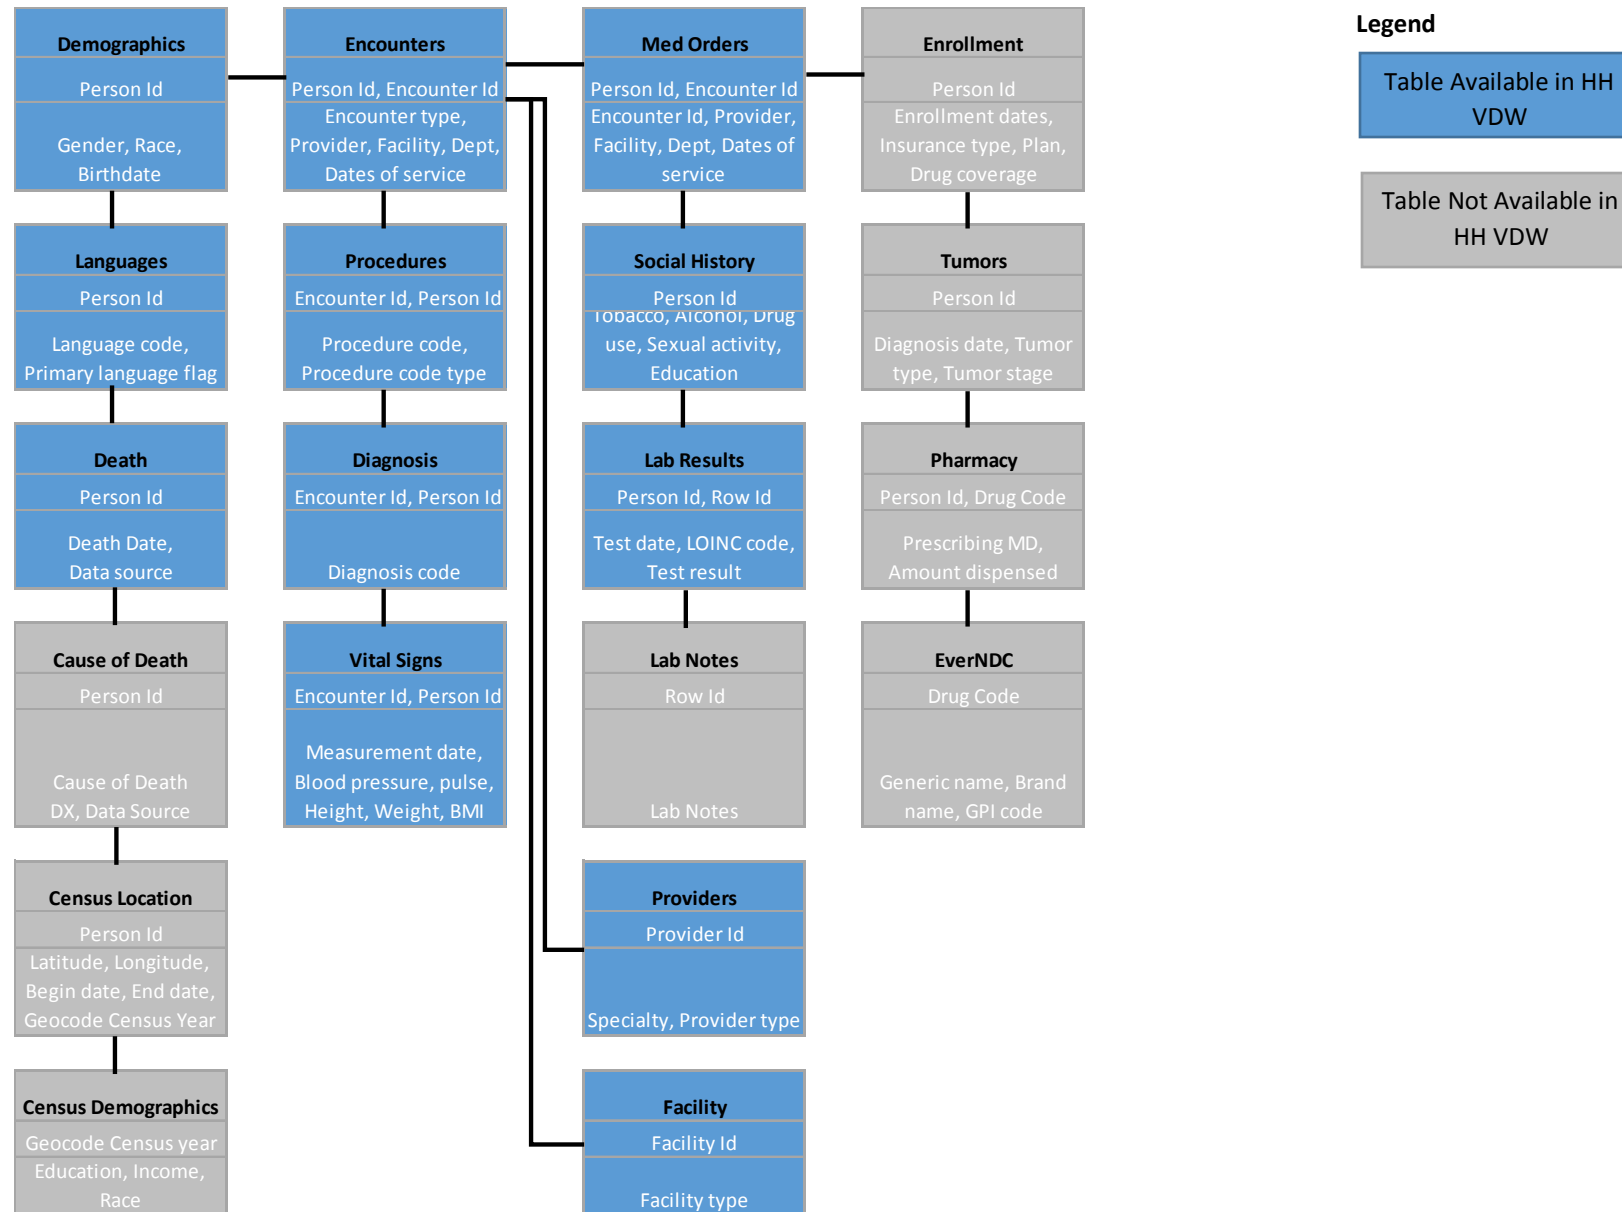 Demographics
Person Id
Gender, Race,
Birthdate
Languages
Person Id
Language code,
Primary language flag
Death
Person Id
Death Date,
Data source
Cause of Death
Person Id
Cause of Death
DX, Data Source
Census Location
Person Id
Latitude, Longitude,
Begin date, End date,
Geocode Census Year
Census Demographics
Geocode Census year
Education, Income,
Race
Encounters
Person Id, Encounter Id
Encounter type,
Provider, Facility, Dept,
Dates of service
Procedures
Encounter Id, Person Id
Procedure code,
Procedure code type
Diagnosis
Encounter Id, Person Id
Diagnosis code
Vital Signs
Encounter Id, Person Id
Measurement date,
Blood pressure, pulse,
Height, Weight, BMI
Med Orders
Person Id, Encounter Id
Encounter Id, Provider,
Facility, Dept, Dates of
service
Social History
Person Id
Tobacco, Alcohol, Drug
use, Sexual activity,
Education
Lab Results
Person Id, Row Id
Test date, LOINC code,
Test result
Lab Notes
Row Id
Lab Notes
Providers
Provider Id
Specialty, Provider type
Facility
Facility Id
Facility type
Enrollment
Person Id
Enrollment dates,
Insurance type, Plan,
Drug coverage
Tumors
Person Id
Diagnosis date, Tumor
type, Tumor stage
Pharmacy
Person Id, Drug Code
Prescribing MD,
Amount dispensed
EverNDC
Drug Code
Generic name, Brand
name, GPI code
Legend
Table Available in HH
VDW
Table Not Available in
HH VDW